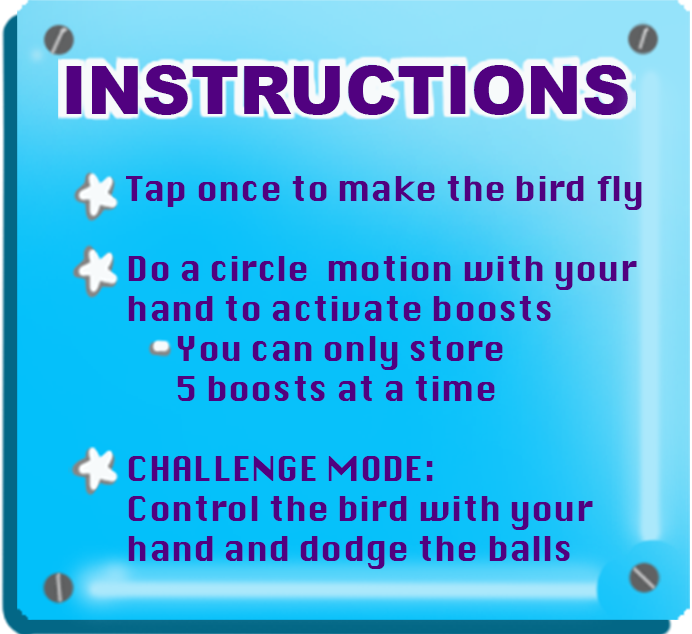 INSTRUCTIONS
Tap once to make the bird fly
Do a circle motion with your
hand to activate boosts
-You can only store
5 boosts at a time
CHALLENGE MODE:
Control the bird with your
hand and dodge the balls